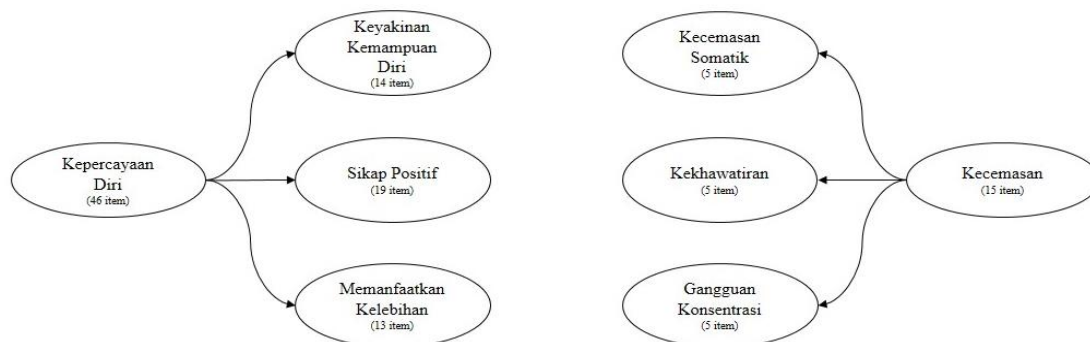 Keyakinan
Kemampuan
Diri
(14 item)
Kepercayaan
Diri
(46 item)
Sikap Positif
(19 item)
Memanfaatkan
Kelebihan
(13 item)
Kecemasan
Somatik
(5 item)
Kekhawatiran
(5 item)
Kecemasan
(15 item)
Gangguan
Konsentrasi
(5 item)